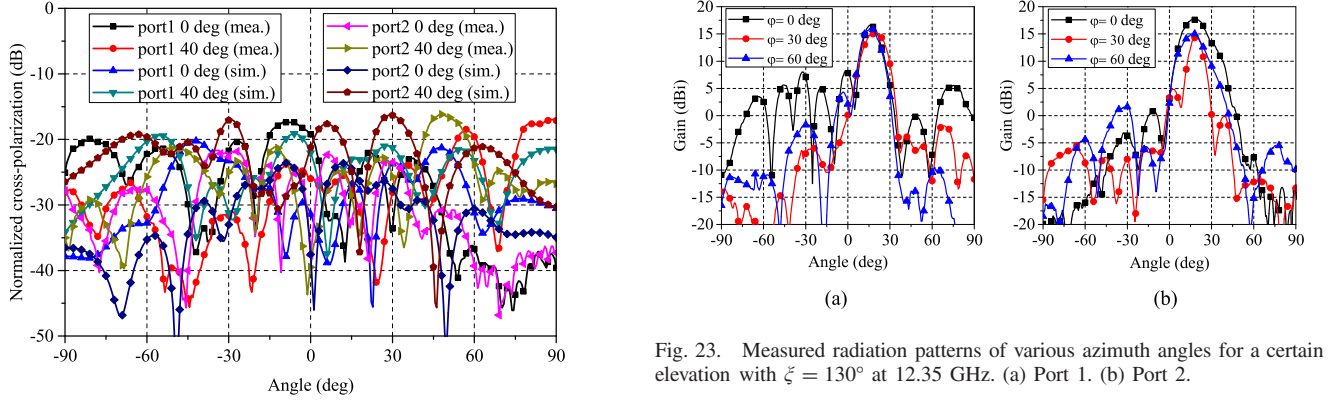 0
-10
-20
-30
-40
-50
Normalized cross-polarization (dB)
port1 0 deg (mea.)
port1 40 deg (mea.)
port1 0 deg (sim.)
port1 40 deg (sim.)
port2 0 deg (mea.)
port2 40 deg (mea.)
port2 0 deg (sim.)
port2 40 deg (sim.)
-90 -60 -30 0 30 60 90
Angle (deg)
20
15
10
5
0
-5
-10
-15
-20
Gain (dBi)
φ= 0 deg
φ= 30 deg
φ= 60 deg
-90 -60 -30 0 30 60 90
Angle (deg)
(a)
20
15
10
5
0
-5
-10
-15
-20
Gain (dBi)
φ= 0 deg
φ= 30 deg
φ= 60 deg
-90 -60 -30 0 30 60 90
Angle (deg)
(b)
Fig. 23. Measured radiation patterns of various azimuth angles for a certain
elevation with ξ = 130° at 12.35 GHz. (a) Port 1. (b) Port 2.